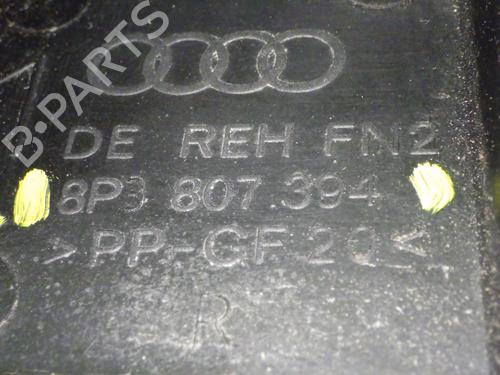 B-PARTS
DE REH FN2
8P3 807 394
>PP-GF 20<
R